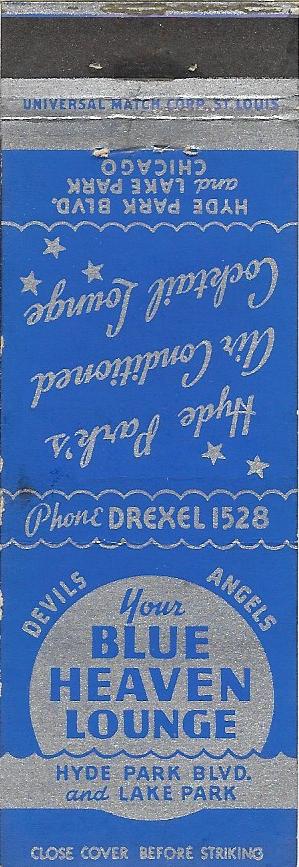 UNIVERSAL MATCH CORP. ST. LOUIS
Hyde Park's
Air Conditioned
Cocktail Lounge
HYDE PARK BLVD.
and LAKE PARK
CHICAGO
Phone DREXEL 1528
DEVILS ANGELS
Your
BLUE
HEAVEN
LOUNGE
HYDE PARK BLVD.
and LAKE PARK
CLOSE COVER BEFORE STRIKING